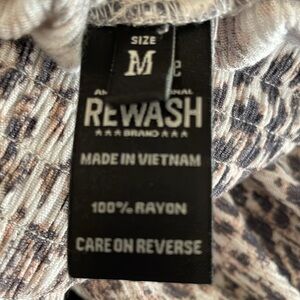 SIZE
M
REWASH
★★★ BRAND ★★★
MADE IN VIETNAM
100% RAYON
CARE ON REVERSE